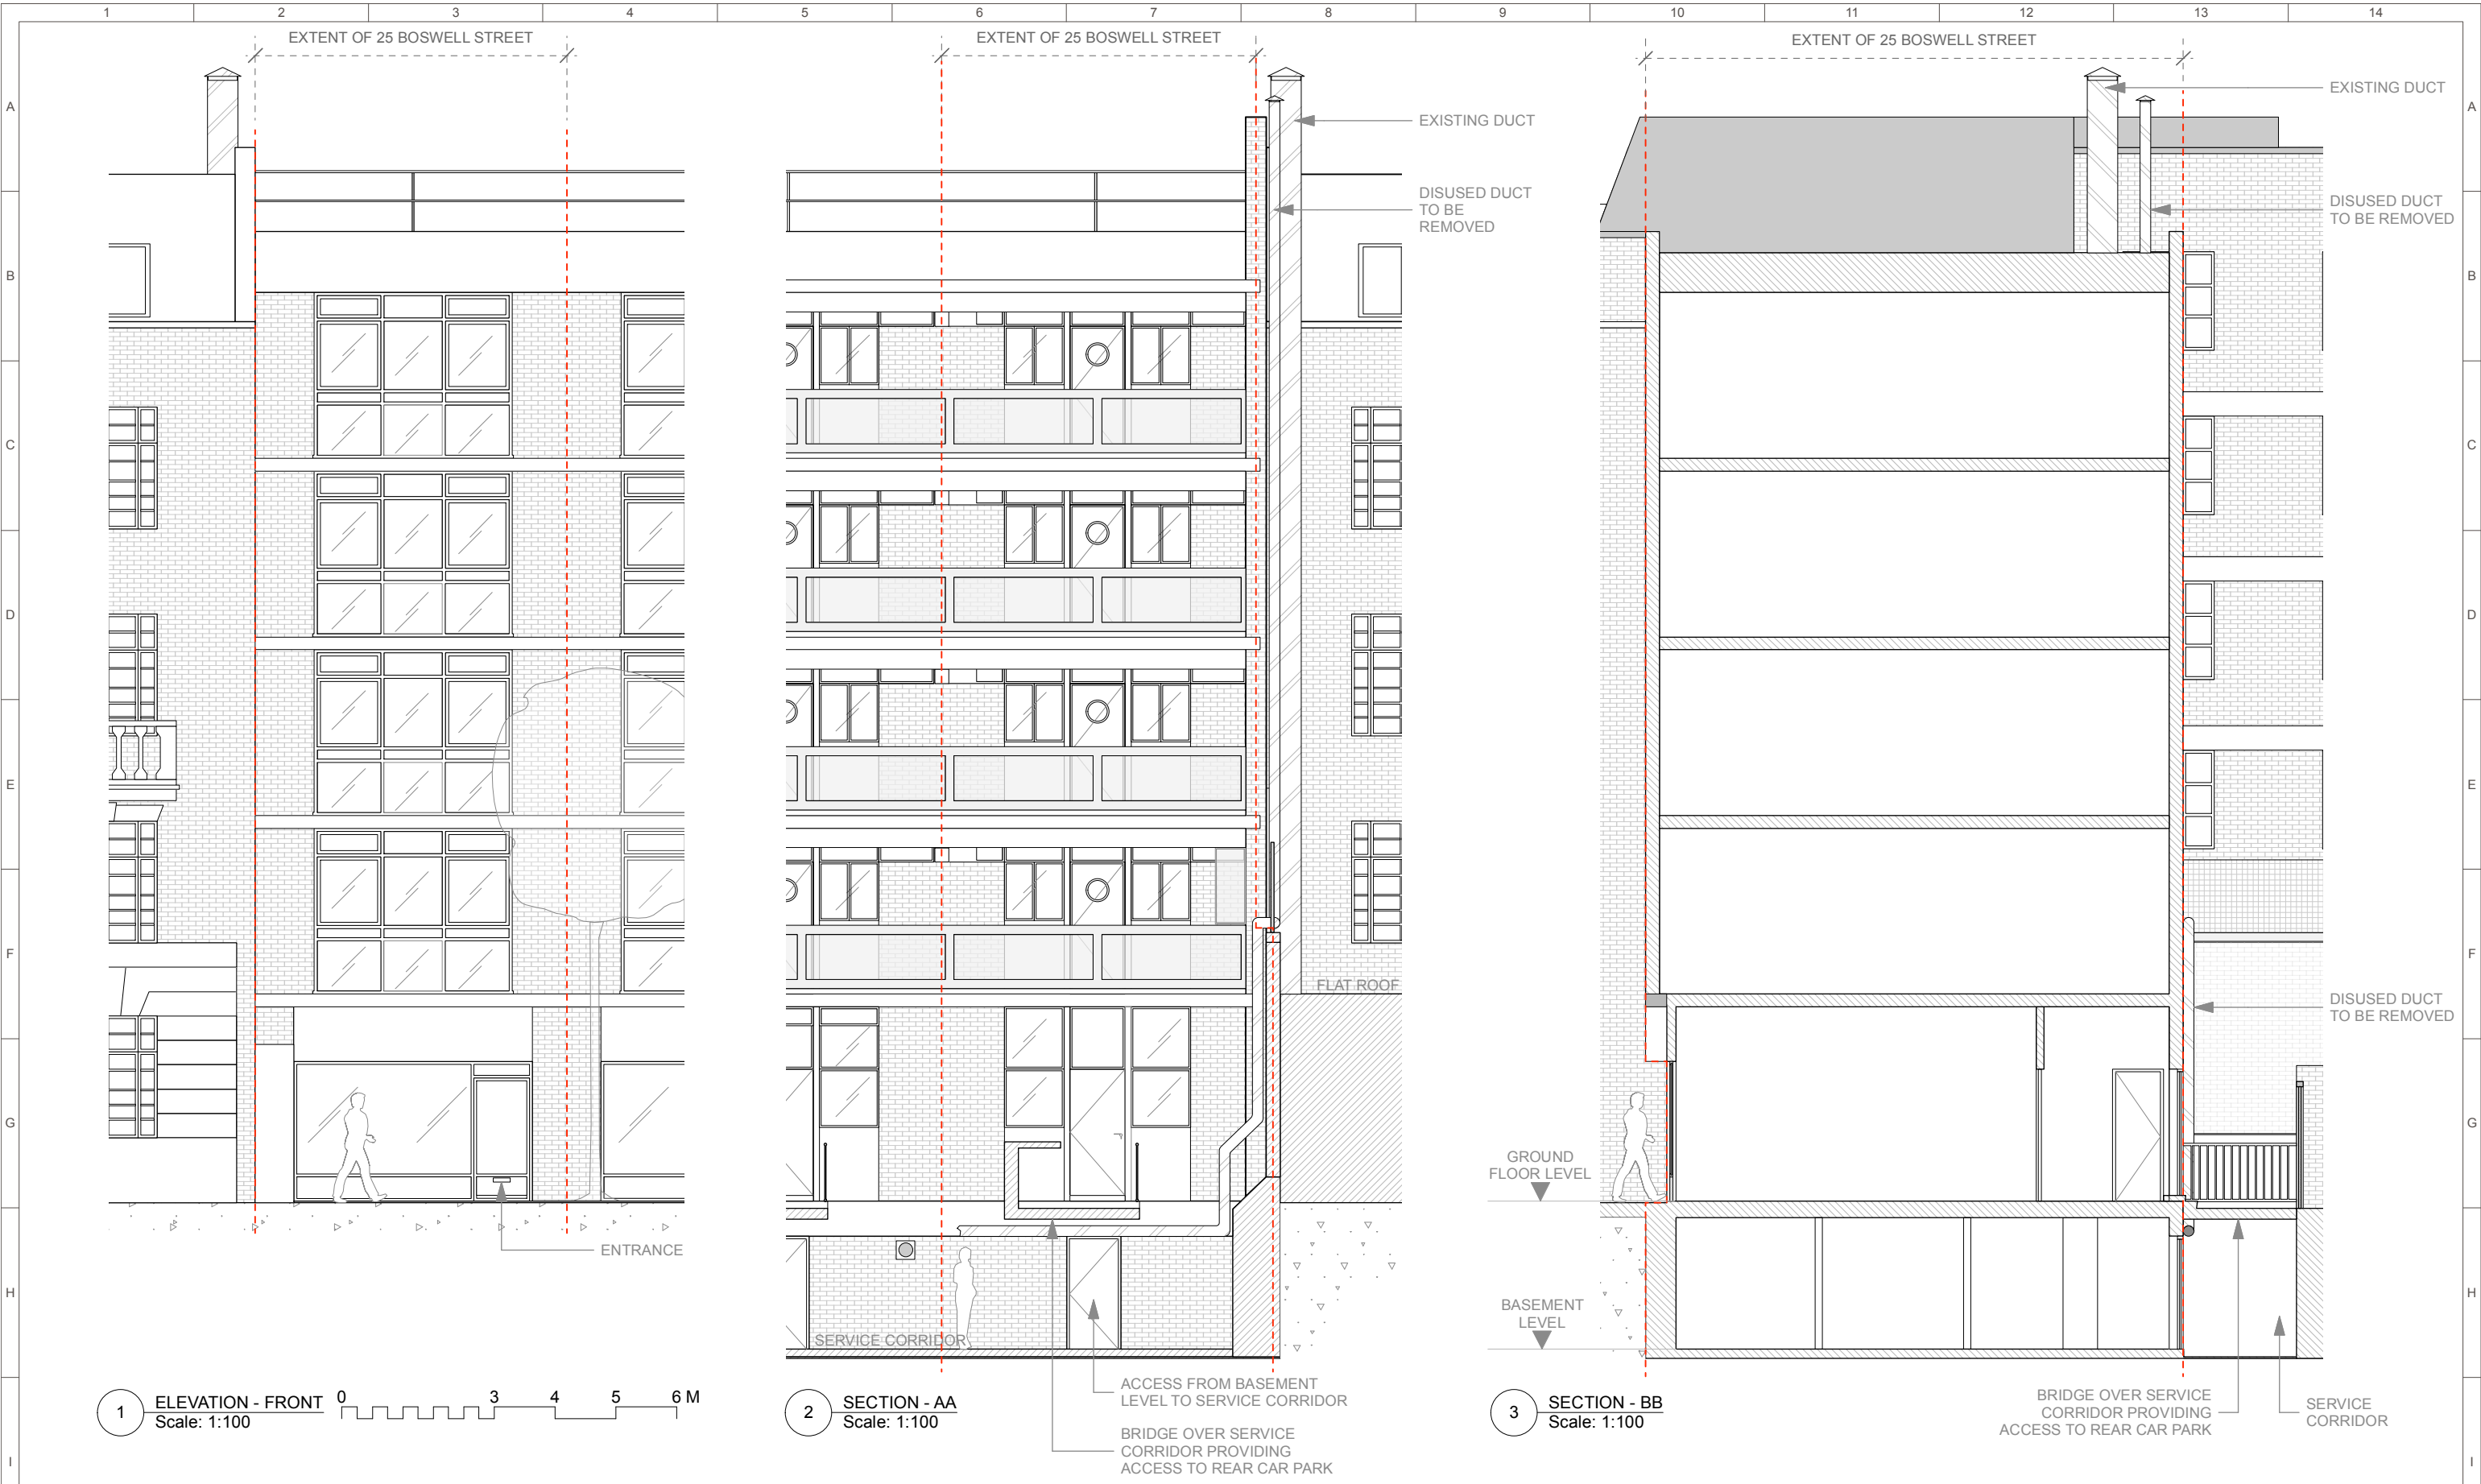 1 2 3 4 5 6 7 8 9 10 11 12 13 14
EXTENT OF 25 BOSWELL STREET
EXTENT OF 25 BOSWELL STREET
EXTENT OF 25 BOSWELL STREET
A
B
C
D
E
F
G
H
I
A
B
C
D
E
F
G
H
I
ENTRANCE
1
ELEVATION - FRONT
Scale: 1:100
0 3 4 5 6 M
EXISTING DUCT
DISUSED DUCT
TO BE
REMOVED
FLAT ROOF
SERVICE CORRIDOR
ACCESS FROM BASEMENT
LEVEL TO SERVICE CORRIDOR
BRIDGE OVER SERVICE
CORRIDOR PROVIDING
ACCESS TO REAR CAR PARK
2
SECTION - AA
Scale: 1:100
EXISTING DUCT
DISUSED DUCT
TO BE REMOVED
DISUSED DUCT
TO BE REMOVED
GROUND
FLOOR LEVEL
BASEMENT
LEVEL
3
SECTION - BB
Scale: 1:100
BRIDGE OVER SERVICE
CORRIDOR PROVIDING
ACCESS TO REAR CAR PARK
SERVICE
CORRIDOR